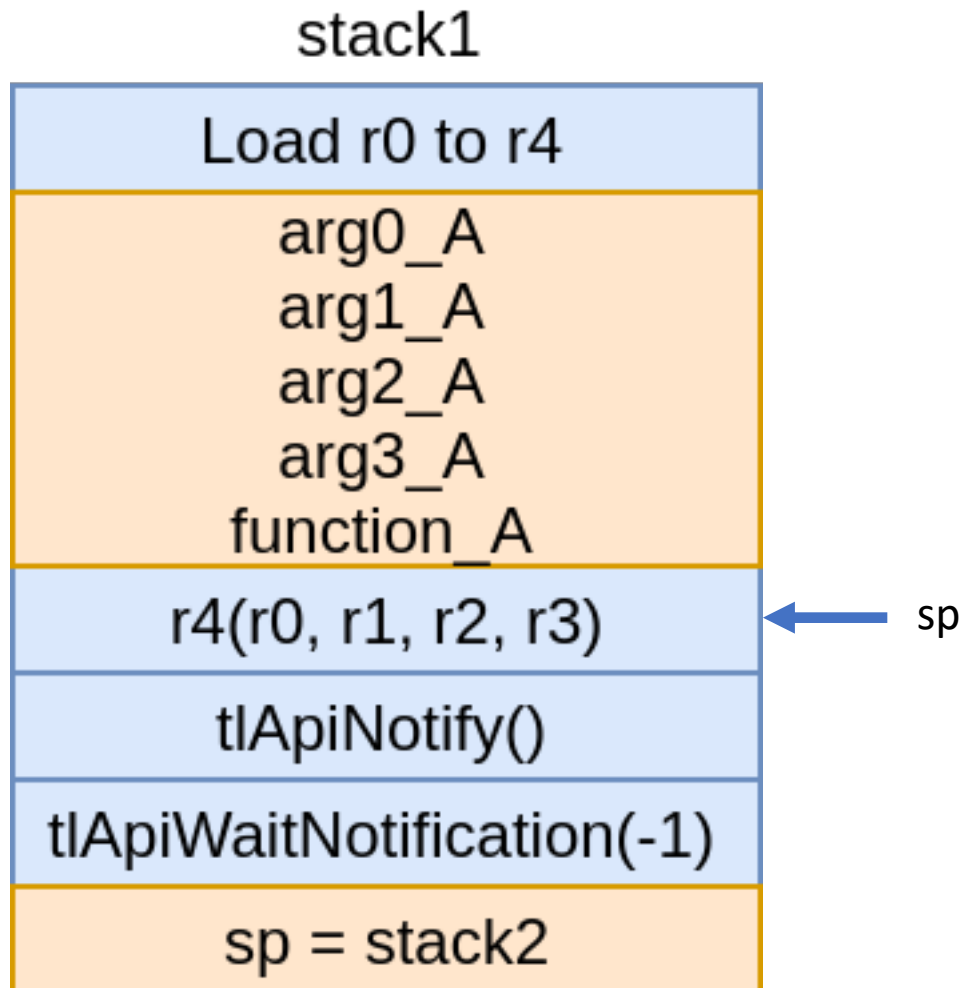 stack1
Load r0 to r4
arg0_A
arg1_A
arg2_A
arg3_A
function_A
r4(r0, r1, r2, r3)
sp
tlApiNotify()
tlApiWaitNotification(-1)
sp = stack2